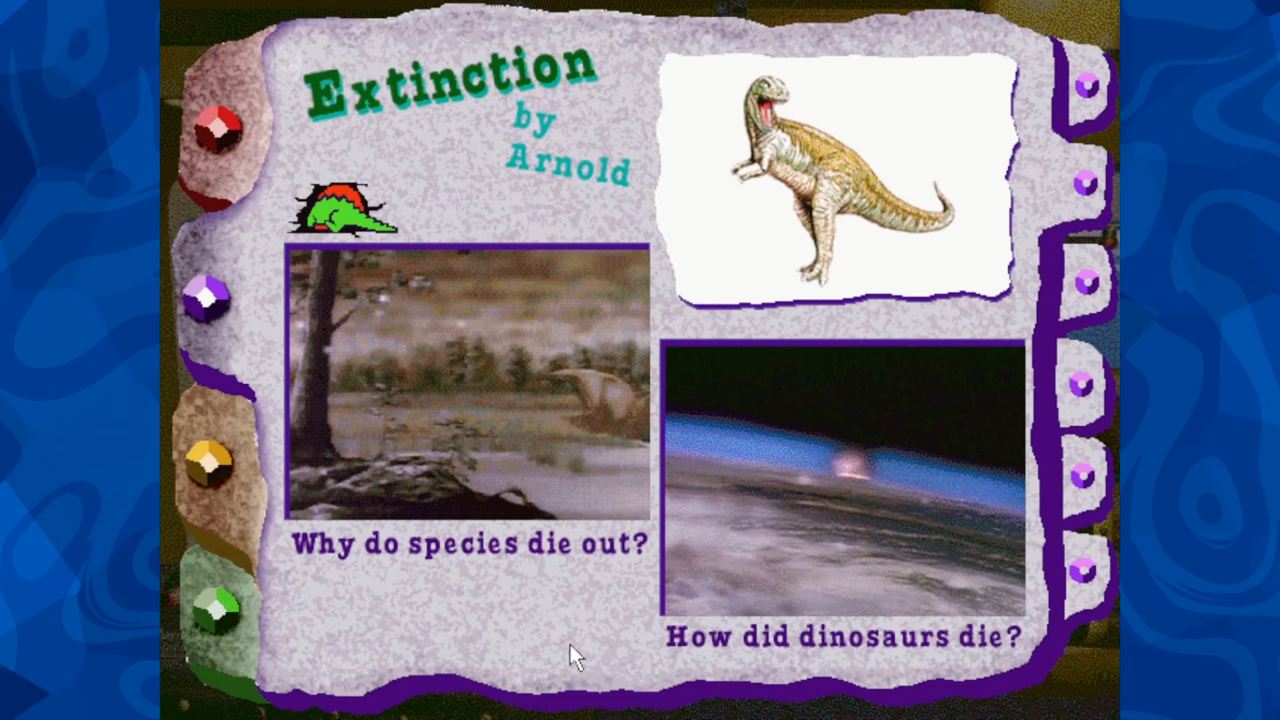 Extinction
by
Arnold
Why do species die out?
How did dinosaurs die?